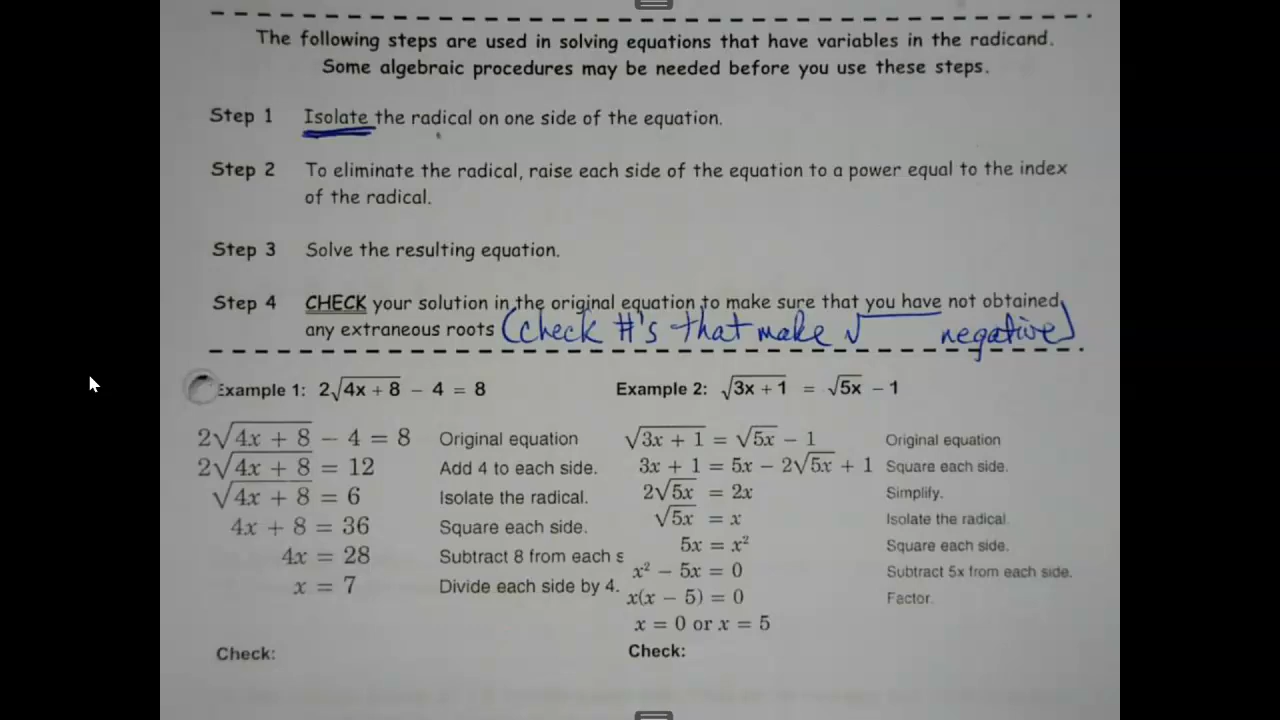 The following steps are used in solving equations that have variables in the radicand.
Some algebraic procedures may be needed before you use these steps.
Step 1 Isolate the radical on one side of the equation.
Step 2 To eliminate the radical, raise each side of the equation to a power equal to the index
of the radical.
Step 3 Solve the resulting equation.
Step 4 CHECK your solution in the original equation to make sure that you have not obtained
any extraneous roots (check #'s that make √ negative)
Example 1: 2√(4x + 8) − 4 = 8
2√(4x + 8) − 4 = 8 Original equation
2√(4x + 8) = 12 Add 4 to each side.
√(4x + 8) = 6 Isolate the radical.
4x + 8 = 36 Square each side.
4x = 28 Subtract 8 from each s
x = 7 Divide each side by 4.
Check:
Example 2: √(3x + 1) = √5x − 1
√(3x + 1) = √5x − 1 Original equation
3x + 1 = 5x − 2√5x + 1 Square each side.
2√5x = 2x Simplify.
√5x = x Isolate the radical.
5x = x² Square each side.
x² − 5x = 0 Subtract 5x from each side.
x(x − 5) = 0 Factor.
x = 0 or x = 5
Check: